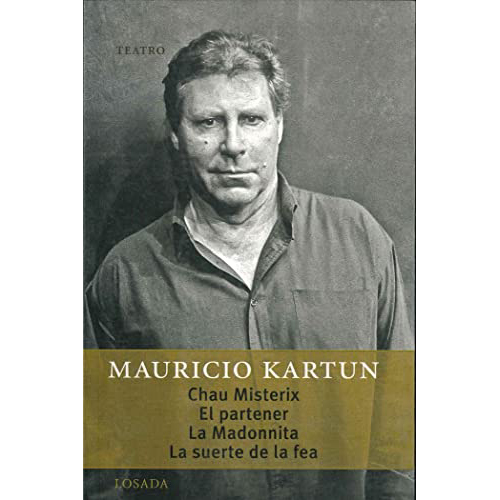 TEATRO
MAURICIO KARTUN
Chau Misterix
El partener
La Madonnita
La suerte de la fea
LOSADA